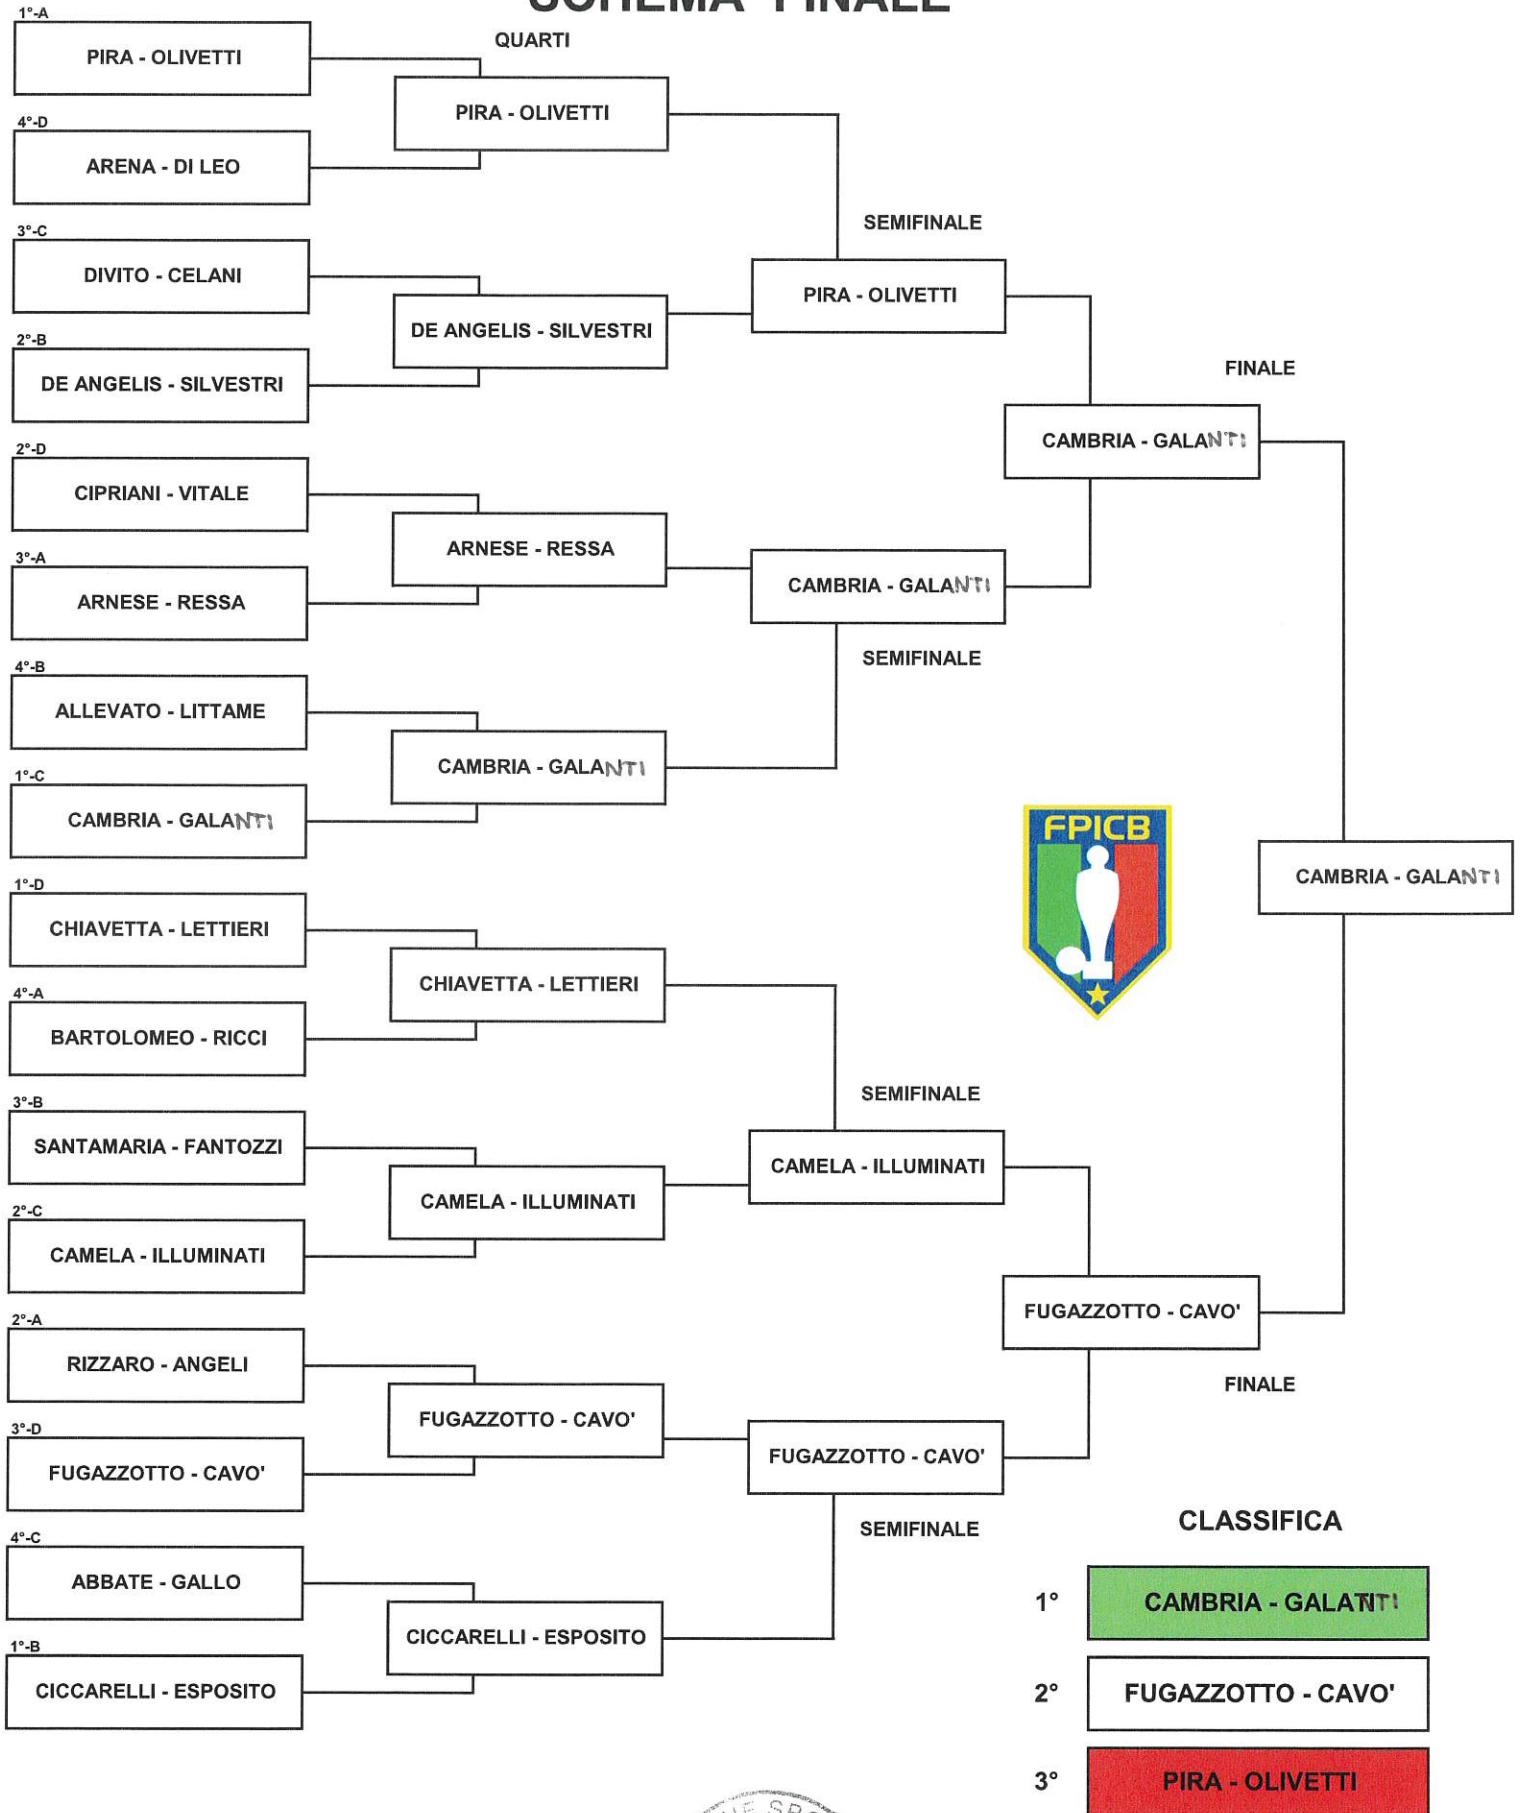 SCHEMA FINALE
QUARTI
1°-A
PIRA - OLIVETTI
PIRA - OLIVETTI
4°-D
ARENA - DI LEO
SEMIFINALE
3°-C
DIVITO - CELANI
PIRA - OLIVETTI
DE ANGELIS - SILVESTRI
2°-B
DE ANGELIS - SILVESTRI
FINALE
CAMBRIA - GALANTI
2°-D
CIPRIANI - VITALE
ARNESE - RESSA
3°-A
ARNESE - RESSA
CAMBRIA - GALANTI
SEMIFINALE
4°-B
ALLEVATO - LITTAME
CAMBRIA - GALANTI
1°-C
CAMBRIA - GALANTI
FPICB
CAMBRIA - GALANTI
1°-D
CHIAVETTA - LETTIERI
CHIAVETTA - LETTIERI
4°-A
BARTOLOMEO - RICCI
SEMIFINALE
3°-B
SANTAMARIA - FANTOZZI
CAMELA - ILLUMINATI
CAMELA - ILLUMINATI
2°-C
CAMELA - ILLUMINATI
FUGAZZOTTO - CAVO'
2°-A
RIZZARO - ANGELI
FINALE
FUGAZZOTTO - CAVO'
3°-D
FUGAZZOTTO - CAVO'
FUGAZZOTTO - CAVO'
SEMIFINALE
4°-C
ABBATE - GALLO
CICCARELLI - ESPOSITO
1°-B
CICCARELLI - ESPOSITO
CLASSIFICA
1° CAMBRIA - GALANTI
2° FUGAZZOTTO - CAVO'
3° PIRA - OLIVETTI